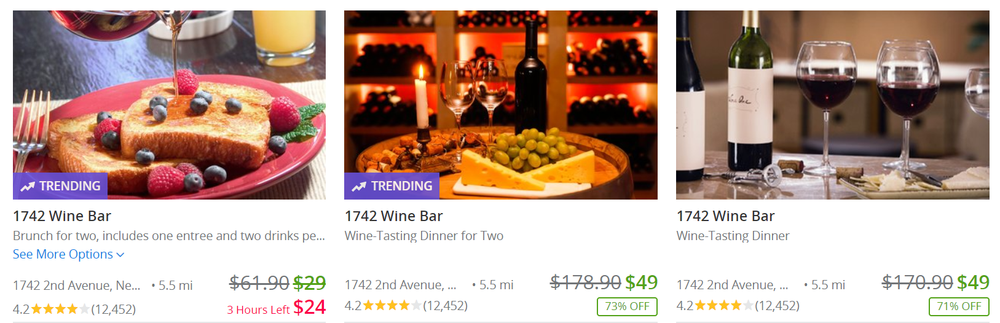 TRENDING
1742 Wine Bar
Brunch for two, includes one entree and two drinks pe...
See More Options
1742 2nd Avenue, Ne... • 5.5 mi $61.90 $29
4.2 (12,452) 3 Hours Left $24
TRENDING
1742 Wine Bar
Wine-Tasting Dinner for Two
1742 2nd Avenue, ... • 5.5 mi $178.90 $49
4.2 (12,452) 73% OFF
1742 Wine Bar
Wine-Tasting Dinner
1742 2nd Avenue, ... • 5.5 mi $170.90 $49
4.2 (12,452) 71% OFF